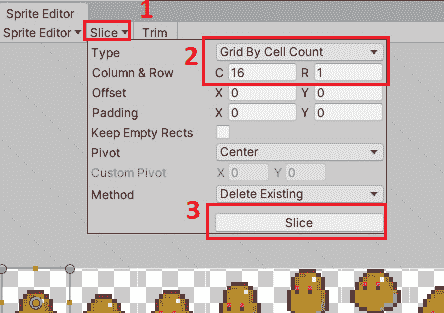 1
Sprite Editor
Sprite Editor Slice Trim
2
Type Grid By Cell Count
Column & Row C 16 R 1
Offset X 0 Y 0
Padding X 0 Y 0
Keep Empty Rects
Pivot Center
Custom Pivot X 0 Y 0
Method Delete Existing
3
Slice